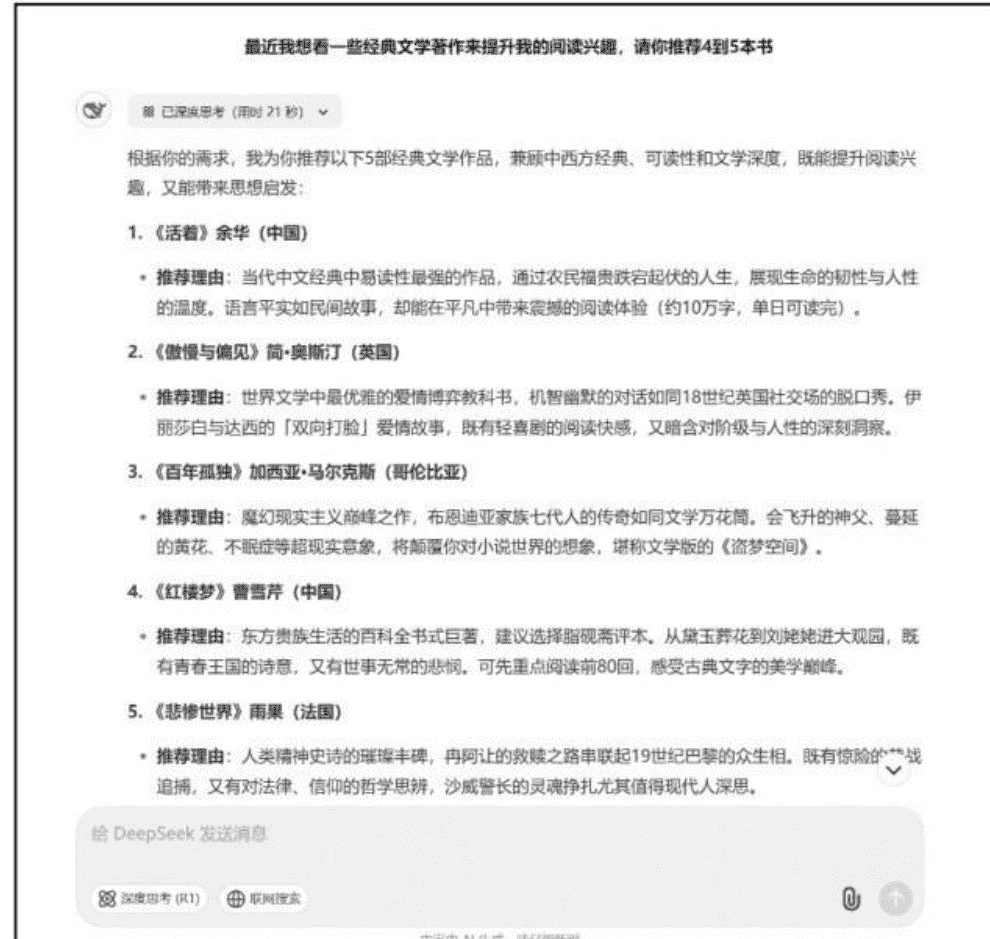 最近我想看一些经典文学著作来提升我的阅读兴趣，请你推荐4到5本书
已深度思考（用时 21 秒）
根据你的需求，我为你推荐以下5部经典文学作品，兼顾中西方经典、可读性和文学深度，既能提升阅读兴
趣，又能带来思想启发：
1. 《活着》余华（中国）
• 推荐理由：当代中文经典中易读性最强的作品，通过农民福贵跌宕起伏的人生，展现生命的韧性与人性
的温度。语言平实如民间故事，却能在平凡中带来震撼的阅读体验（约10万字，单日可读完）。
2. 《傲慢与偏见》简•奥斯汀（英国）
• 推荐理由：世界文学中最优雅的爱情博弈教科书，机智幽默的对话如同18世纪英国社交场的脱口秀。伊
丽莎白与达西的「双向打脸」爱情故事，既有轻喜剧的阅读快感，又暗含对阶级与人性的深刻洞察。
3. 《百年孤独》加西亚•马尔克斯（哥伦比亚）
• 推荐理由：魔幻现实主义巅峰之作，布恩迪亚家族七代人的传奇如同文学万花筒。会飞升的神父、蔓延
的黄花、不眠症等超现实意象，将颠覆你对小说世界的想象，堪称文学版的《盗梦空间》。
4. 《红楼梦》曹雪芹（中国）
• 推荐理由：东方贵族生活的百科全书式巨著，建议选择脂砚斋评本。从黛玉葬花到刘姥姥进大观园，既
有青春王国的诗意，又有世事无常的悲悯。可先重点阅读前80回，感受古典文字的美学巅峰。
5. 《悲惨世界》雨果（法国）
• 推荐理由：人类精神史诗的璀璨丰碑，冉阿让的救赎之路串联起19世纪巴黎的众生相。既有惊险的战
追捕，又有对法律、信仰的哲学思辨，沙威警长的灵魂挣扎尤其值得现代人深思。
给 DeepSeek 发送消息
深度思考 (R1)
联网搜索